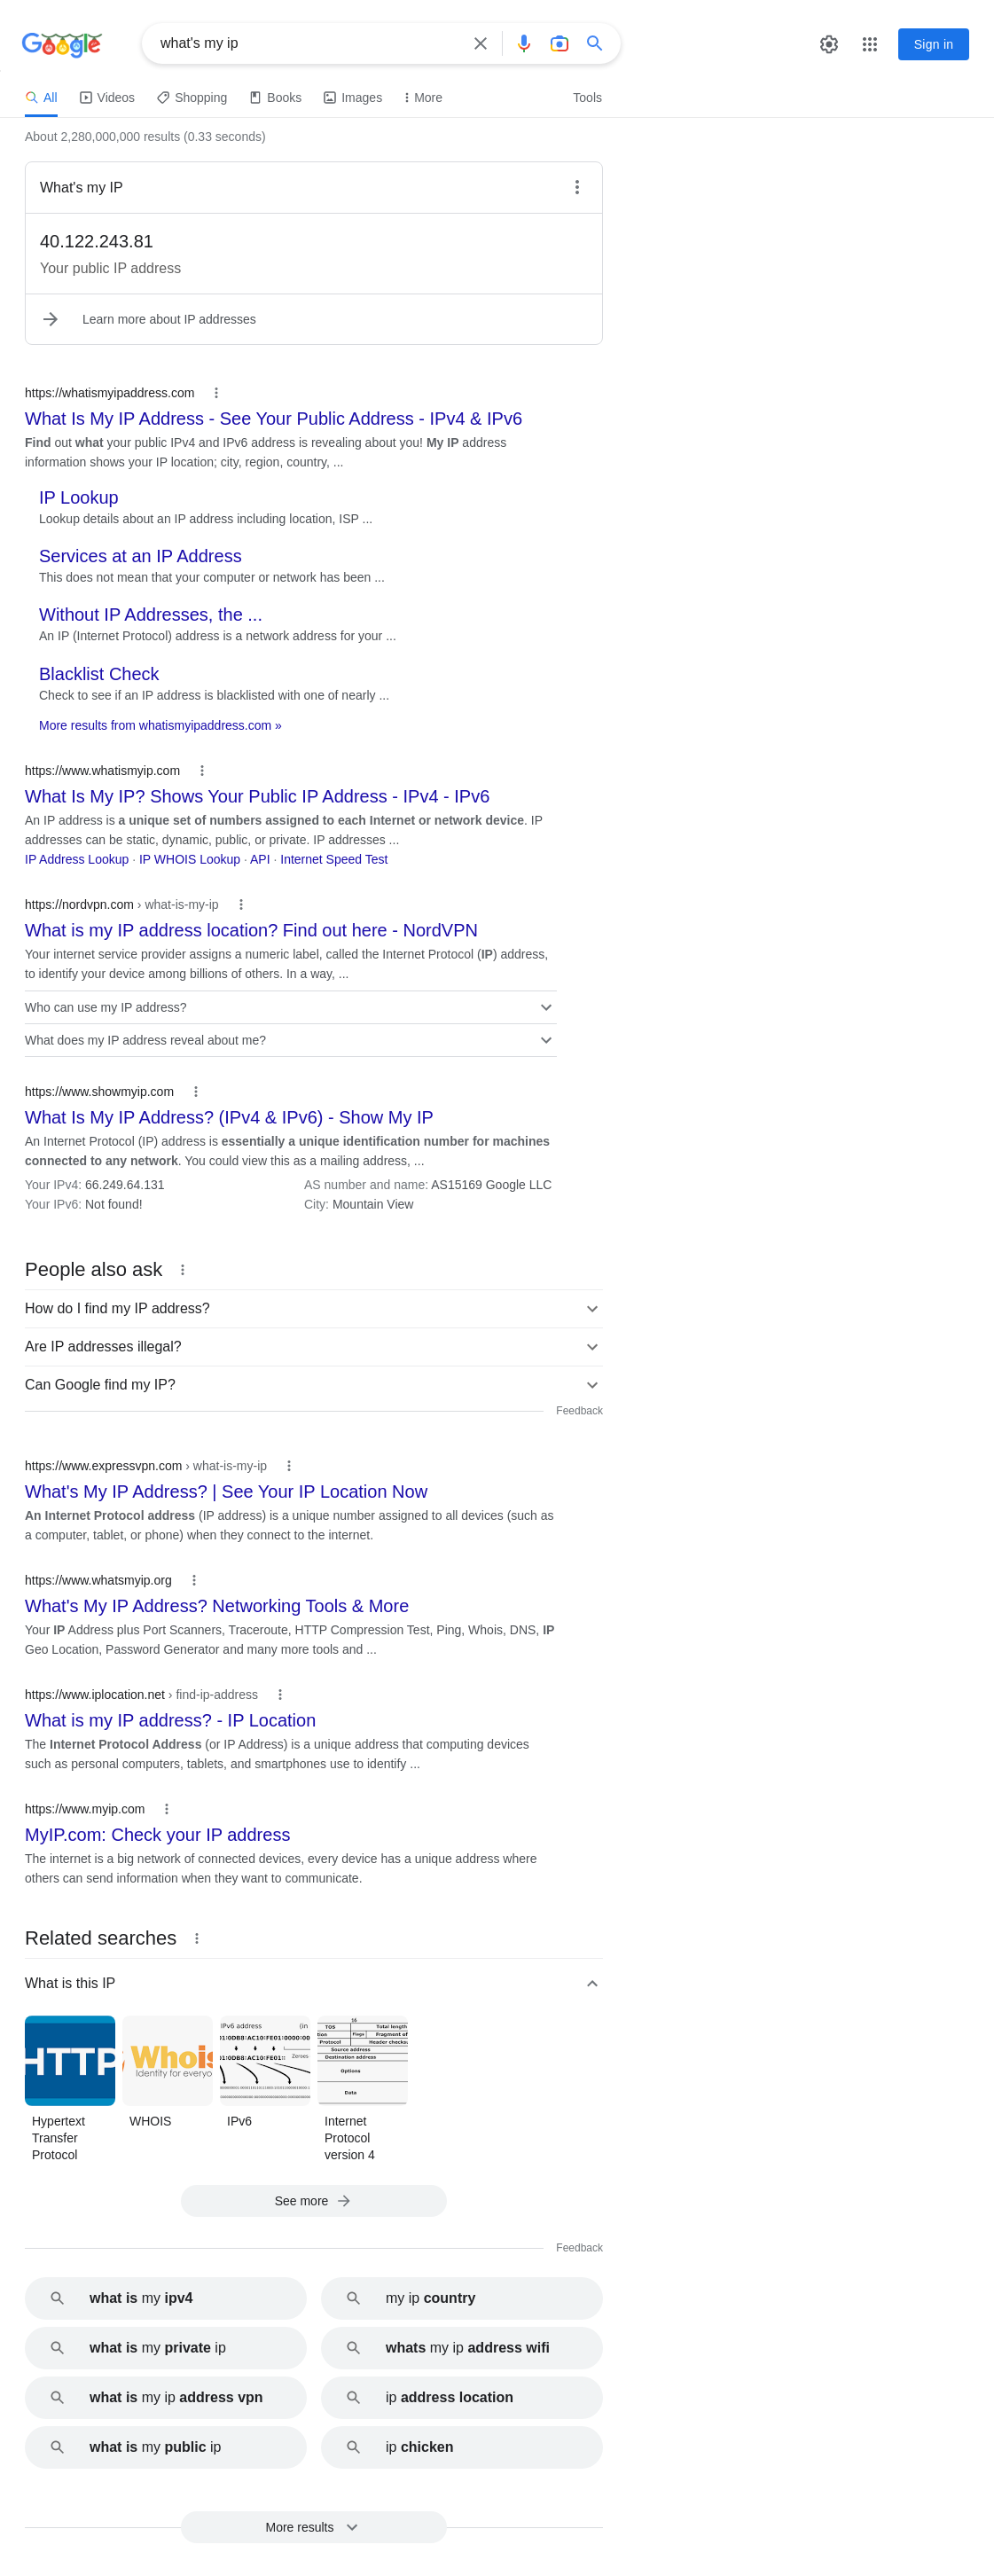 Google
what's my ip
Sign in
All
Videos
Shopping
Books
Images
More
Tools
About 2,280,000,000 results (0.33 seconds)
What's my IP
40.122.243.81
Your public IP address
Learn more about IP addresses
https://whatismyipaddress.com
What Is My IP Address - See Your Public Address - IPv4 & IPv6
Find out what your public IPv4 and IPv6 address is revealing about you! My IP address
information shows your IP location; city, region, country, ...
IP Lookup
Lookup details about an IP address including location, ISP ...
Services at an IP Address
This does not mean that your computer or network has been ...
Without IP Addresses, the ...
An IP (Internet Protocol) address is a network address for your ...
Blacklist Check
Check to see if an IP address is blacklisted with one of nearly ...
More results from whatismyipaddress.com »
https://www.whatismyip.com
What Is My IP? Shows Your Public IP Address - IPv4 - IPv6
An IP address is a unique set of numbers assigned to each Internet or network device. IP
addresses can be static, dynamic, public, or private. IP addresses ...
IP Address Lookup · IP WHOIS Lookup · API · Internet Speed Test
https://nordvpn.com › what-is-my-ip
What is my IP address location? Find out here - NordVPN
Your internet service provider assigns a numeric label, called the Internet Protocol (IP) address,
to identify your device among billions of others. In a way, ...
Who can use my IP address?
What does my IP address reveal about me?
https://www.showmyip.com
What Is My IP Address? (IPv4 & IPv6) - Show My IP
An Internet Protocol (IP) address is essentially a unique identification number for machines
connected to any network. You could view this as a mailing address, ...
Your IPv4: 66.249.64.131
AS number and name: AS15169 Google LLC
Your IPv6: Not found!
City: Mountain View
People also ask
How do I find my IP address?
Are IP addresses illegal?
Can Google find my IP?
Feedback
https://www.expressvpn.com › what-is-my-ip
What's My IP Address? | See Your IP Location Now
An Internet Protocol address (IP address) is a unique number assigned to all devices (such as
a computer, tablet, or phone) when they connect to the internet.
https://www.whatsmyip.org
What's My IP Address? Networking Tools & More
Your IP Address plus Port Scanners, Traceroute, HTTP Compression Test, Ping, Whois, DNS, IP
Geo Location, Password Generator and many more tools and ...
https://www.iplocation.net › find-ip-address
What is my IP address? - IP Location
The Internet Protocol Address (or IP Address) is a unique address that computing devices
such as personal computers, tablets, and smartphones use to identify ...
https://www.myip.com
MyIP.com: Check your IP address
The internet is a big network of connected devices, every device has a unique address where
others can send information when they want to communicate.
Related searches
What is this IP
HTTP
Whois
Identity for everyo
IPv6 address (in
Zeroes
16
TOS
Flags
Fragment of
Protocol
Header checksu
Source address
Destination address
Options
Data
Hypertext
Transfer
Protocol
WHOIS
IPv6
Internet
Protocol
version 4
See more
Feedback
what is my ipv4
my ip country
what is my private ip
whats my ip address wifi
what is my ip address vpn
ip address location
what is my public ip
ip chicken
More results